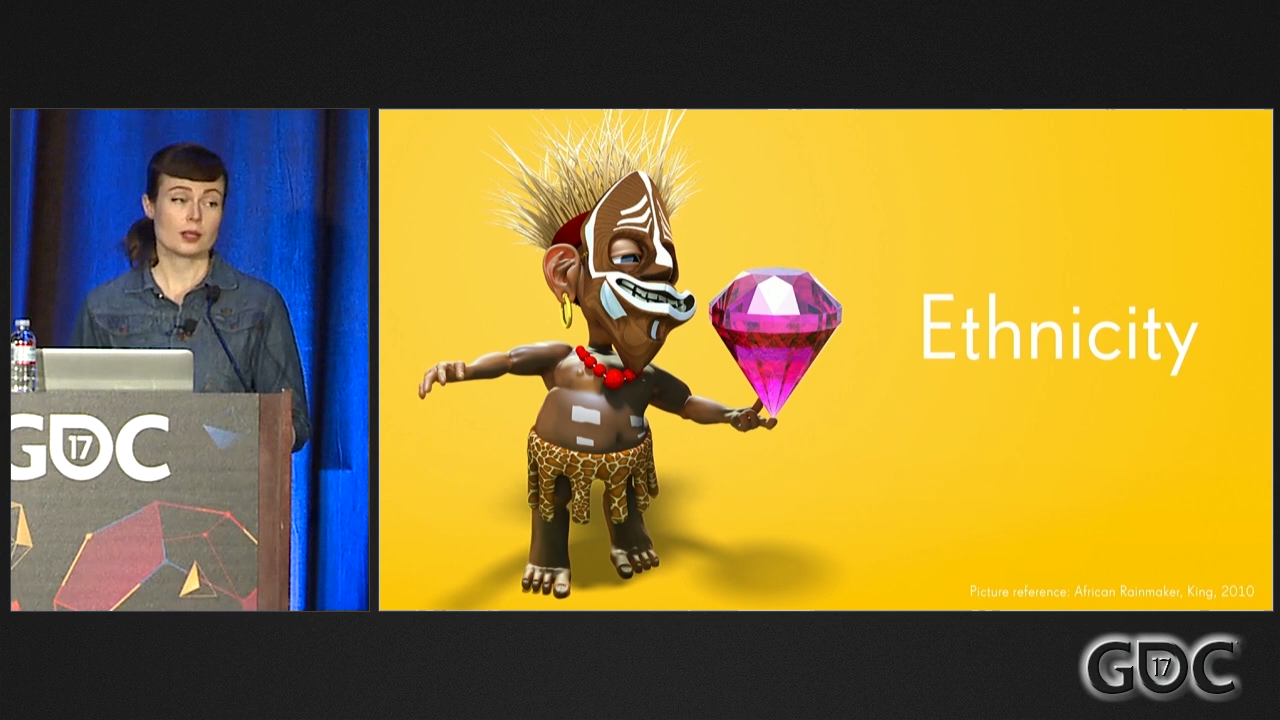 GDC
17
Ethnicity
Picture reference: African Rainmaker, King, 2010
GDC
17